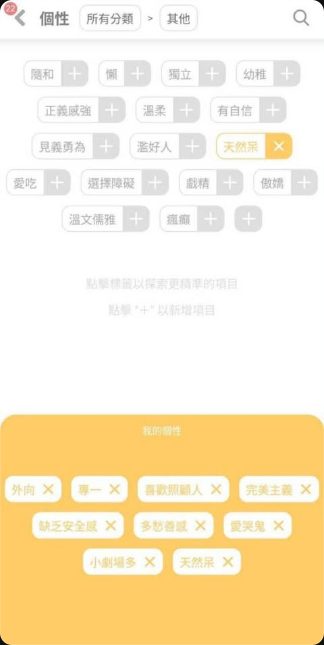 22
個性 所有分類 > 其他
隨和 + 懶 + 獨立 + 幼稚 +
正義感強 + 溫柔 + 有自信 +
見義勇為 + 濫好人 + 天然呆 ×
愛吃 + 選擇障礙 + 戲精 + 傲嬌 +
溫文儒雅 + 瘋癲 + +
點擊標籤以探索更精準的項目
點擊 "＋" 以新增項目
我的個性
外向 × 專一 × 喜歡照顧人 × 完美主義 ×
缺乏安全感 × 多愁善感 × 愛哭鬼 ×
小劇場多 × 天然呆 ×